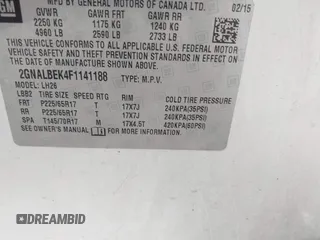 GM
BY GENERAL MOTORS OF CANADA LTD. 02/15
GVWR GAWR FRT GAWR RR
2250 KG 1175 KG 1240 KG
4960 LB 2590 LB 2733 LB
THIS VEHICLE CONFORMS TO ALL APPLICABLE
U.S. FEDERAL MOTOR VEHICLE SAFETY, BUMPER, AND
THEFT PREVENTION STANDARDS IN EFFECT ON THE DATE OF
MANUFACTURE SHOWN ABOVE.
2GNALBEK4F1141188 TYPE: M.P.V.
MODEL: LH26
LBB2 TIRE SIZE SPEED RTG RIM COLD TIRE PRESSURE
FRT P225/65R17 T 17X7J 240KPA(35PSI)
RR P225/65R17 T 17X7J 240KPA(35PSI)
SPA T145/70R17 M 17X4.5T 420KPA(60PSI)
SEE OWNER'S MANUAL FOR MORE INFORMATION.
DREAMBID